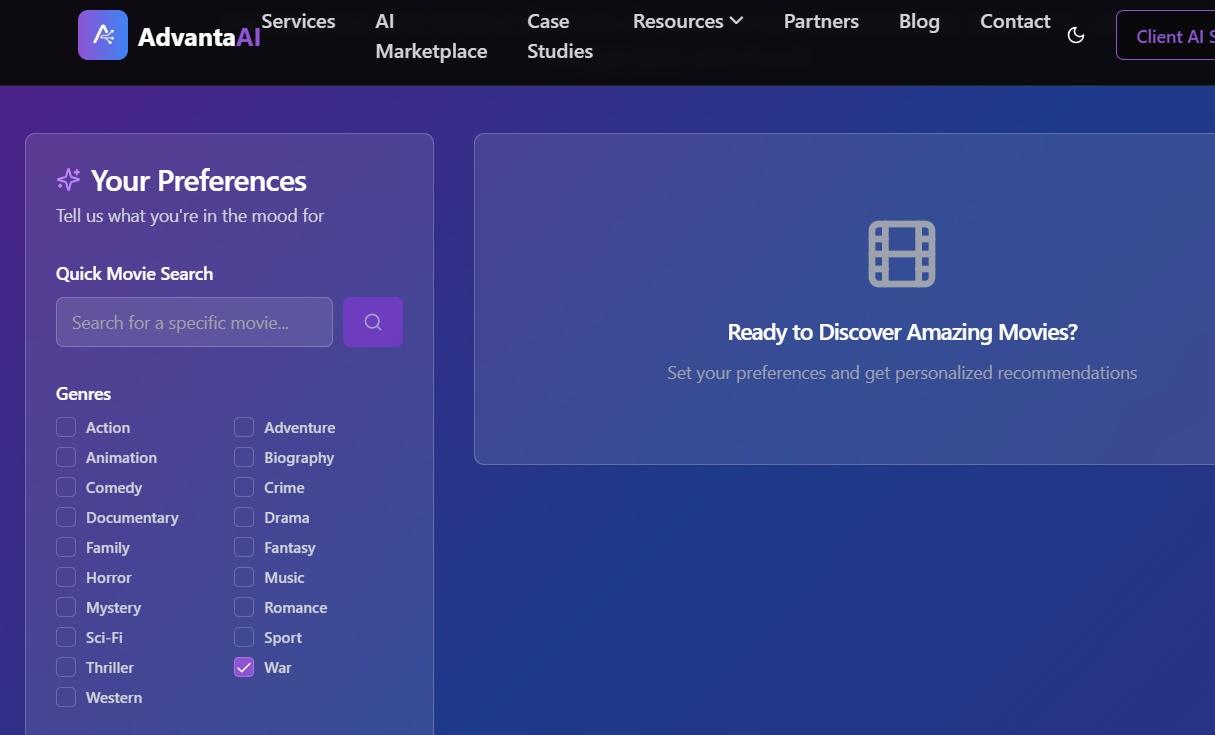 AdvantaAI
Services
AI
Marketplace
Case
Studies
Resources
Partners
Blog
Contact
Client AI S
Your Preferences
Tell us what you're in the mood for
Quick Movie Search
Search for a specific movie...
Genres
Action
Adventure
Animation
Biography
Comedy
Crime
Documentary
Drama
Family
Fantasy
Horror
Music
Mystery
Romance
Sci-Fi
Sport
Thriller
War
Western
Ready to Discover Amazing Movies?
Set your preferences and get personalized recommendations